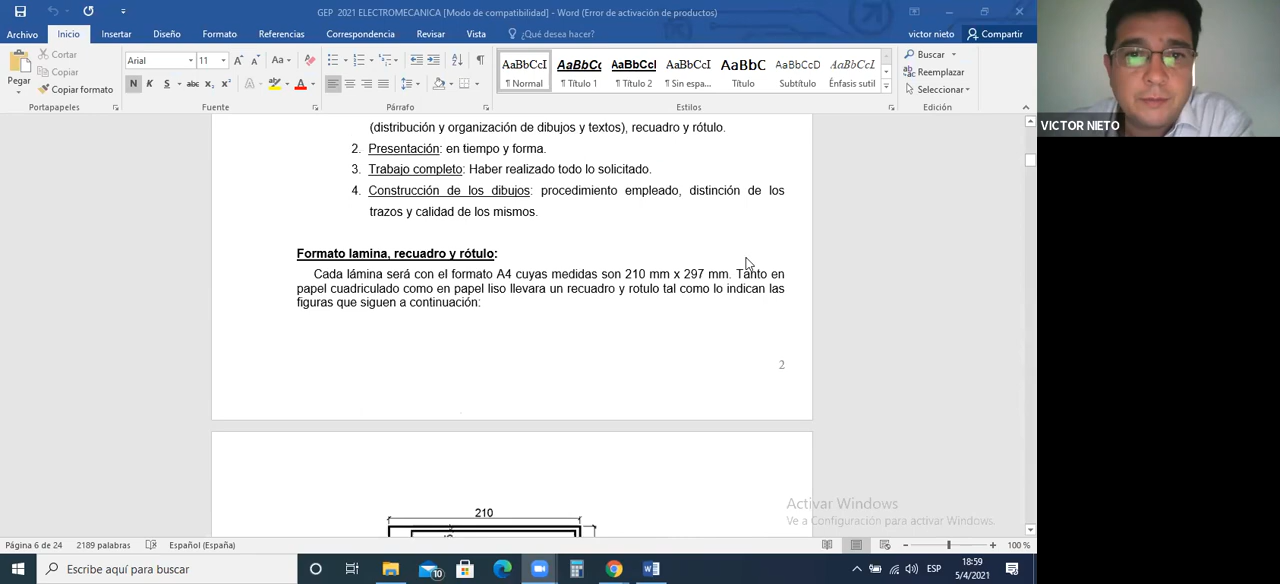 GEP 2021 ELECTROMECANICA [Modo de compatibilidad] - Word (Error de activación de productos)
Archivo Inicio Insertar Diseño Formato Referencias Correspondencia Revisar Vista ¿Qué desea hacer? victor nieto Compartir
Pegar
Cortar
Copiar
Copiar formato
Portapapeles
Arial 11 Aa
N K S abc x₂ x² A A
Fuente
Párrafo
AaBbCcI AaBbCc AaBbCcI AaBbCcI AaBbC AaBbCcD AaBbCcL
¶ Normal ¶ Título 1 ¶ Título 2 ¶ Sin espa... Título Subtítulo Énfasis sutil
Estilos
Buscar
Reemplazar
Seleccionar
Edición
VICTOR NIETO
(distribución y organización de dibujos y textos), recuadro y rótulo.
2. Presentación: en tiempo y forma.
3. Trabajo completo: Haber realizado todo lo solicitado.
4. Construcción de los dibujos: procedimiento empleado, distinción de los
trazos y calidad de los mismos.
Formato lamina, recuadro y rótulo:
Cada lámina será con el formato A4 cuyas medidas son 210 mm x 297 mm. Tanto en
papel cuadriculado como en papel liso llevara un recuadro y rotulo tal como lo indican las
figuras que siguen a continuación:
2
210
Activar Windows
Ve a Configuración para activar Windows.
Página 6 de 24 2189 palabras Español (España) 100 %
Escribe aquí para buscar
10
ESP
18:59
5/4/2021